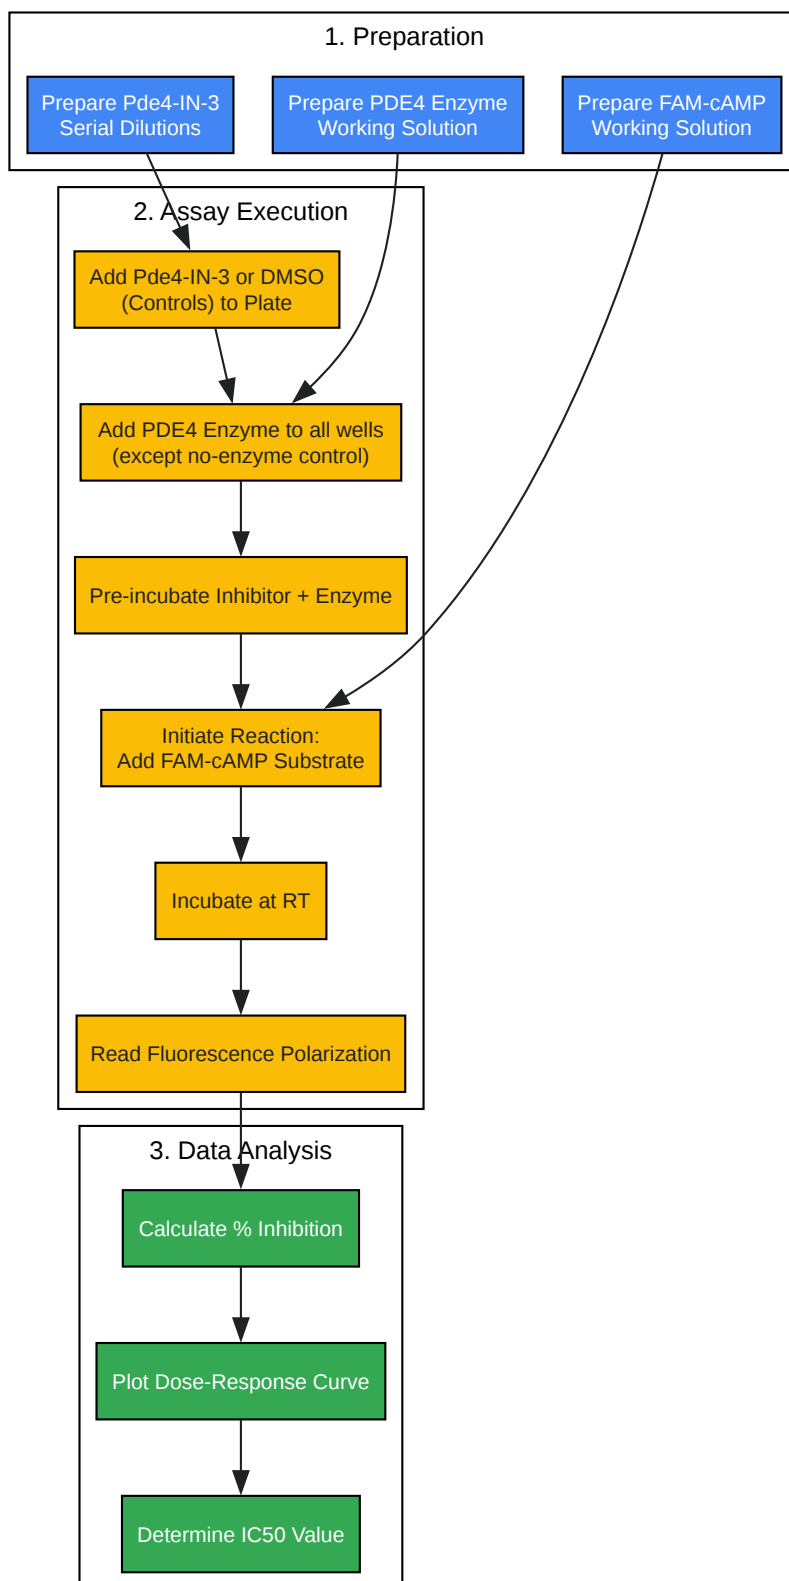 1. Preparation
Prepare Pde4-IN-3
Serial Dilutions
Prepare PDE4 Enzyme
Working Solution
Prepare FAM-cAMP
Working Solution
2. Assay Execution
Add Pde4-IN-3 or DMSO
(Controls) to Plate
Add PDE4 Enzyme to all wells
(except no-enzyme control)
Pre-incubate Inhibitor + Enzyme
Initiate Reaction:
Add FAM-cAMP Substrate
Incubate at RT
Read Fluorescence Polarization
3. Data Analysis
Calculate % Inhibition
Plot Dose-Response Curve
Determine IC50 Value